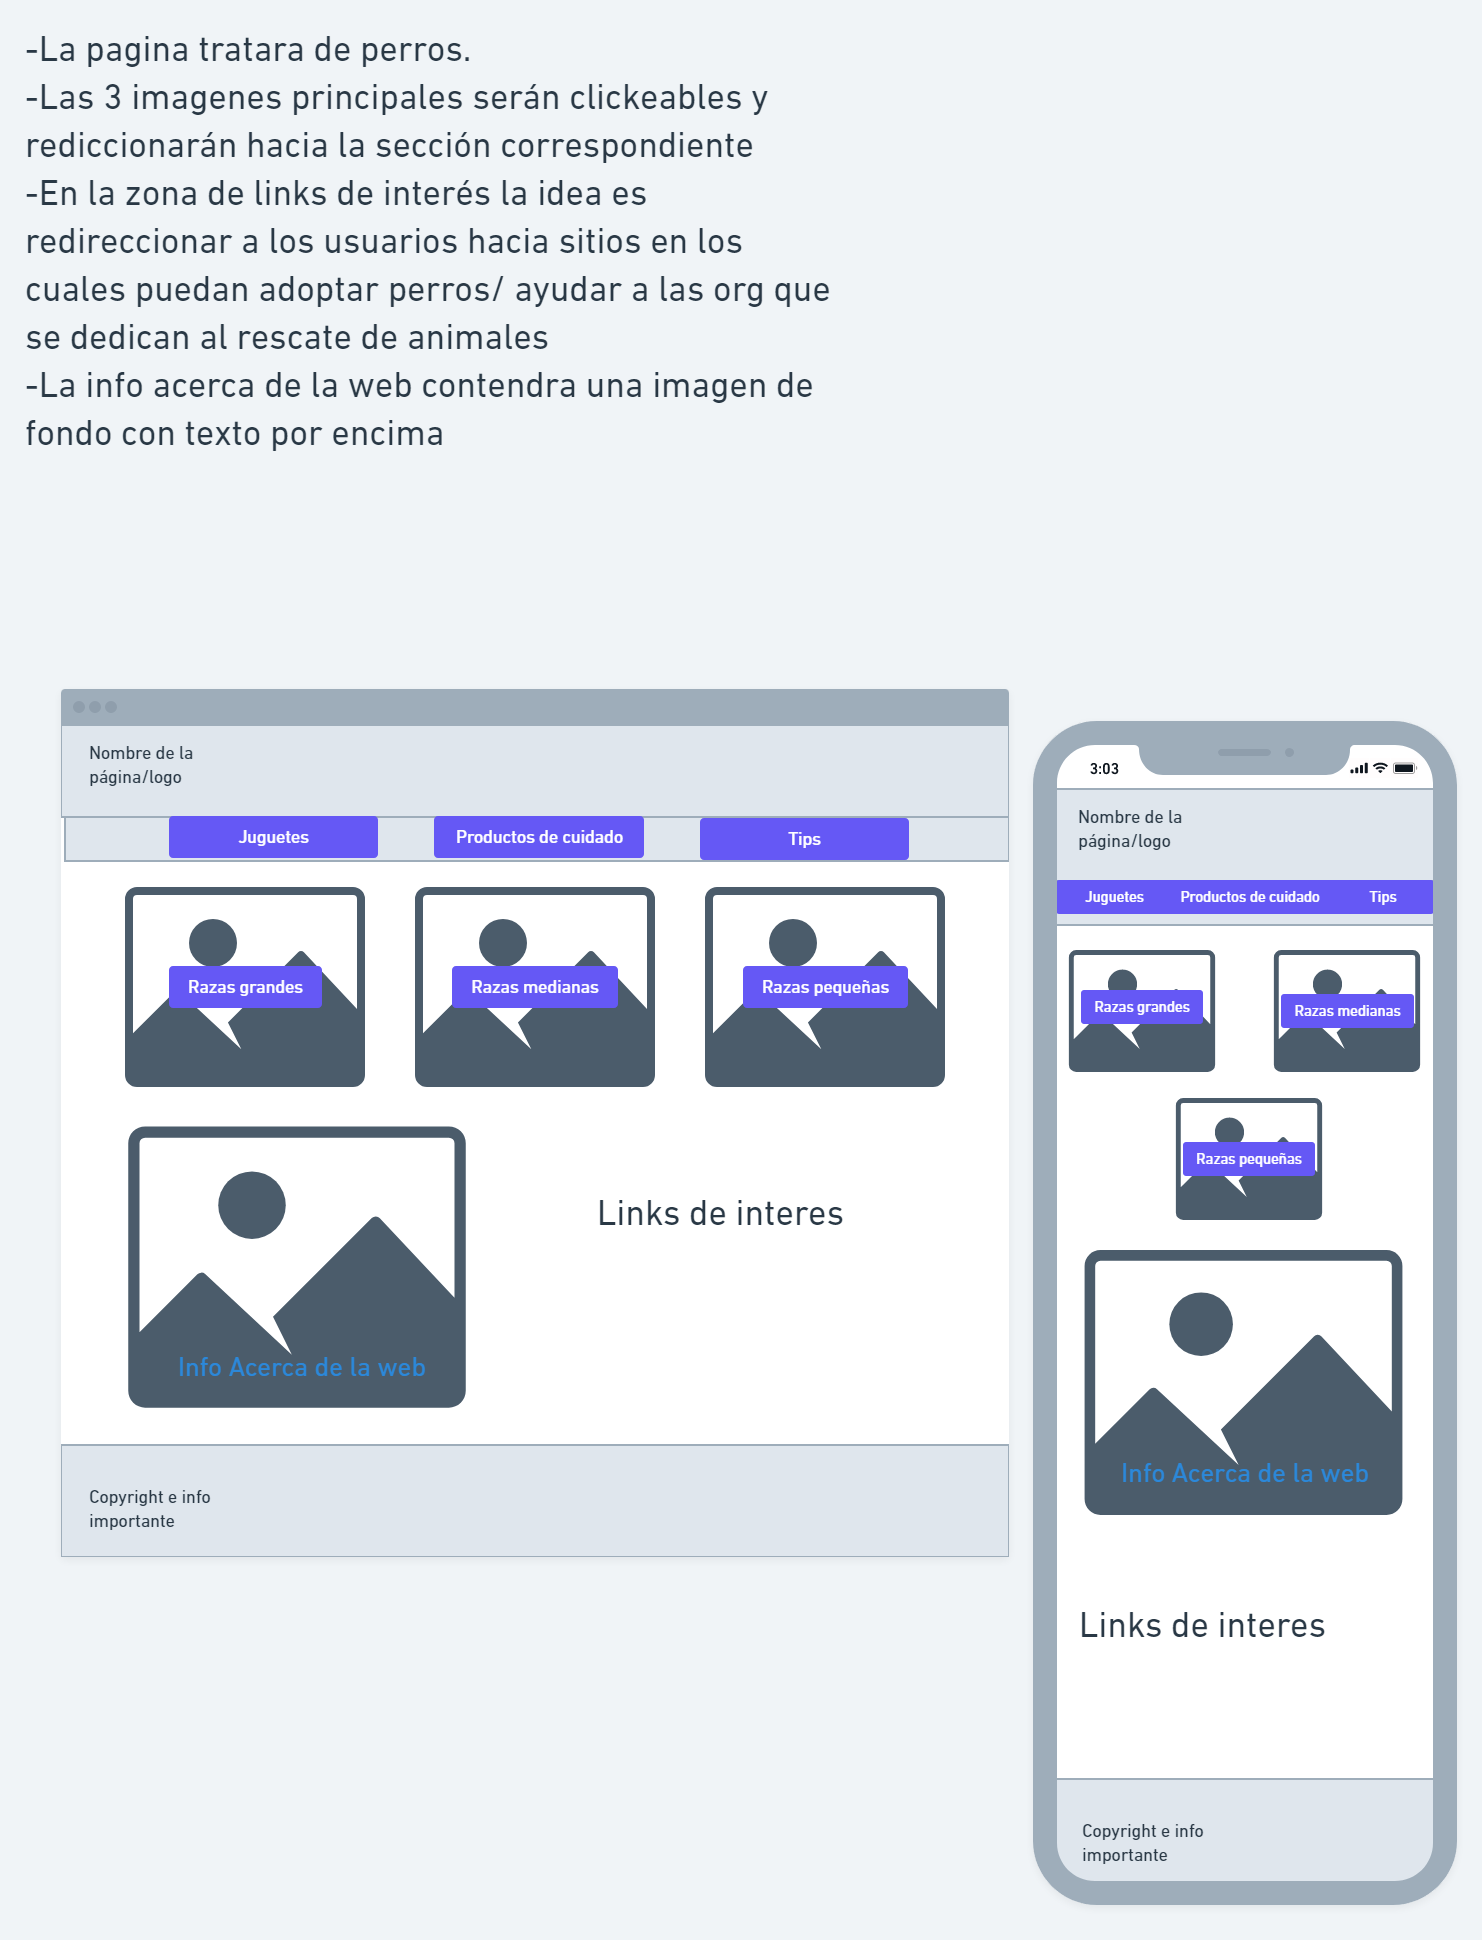 -La pagina tratara de perros.
-Las 3 imagenes principales serán clickeables y
rediccionarán hacia la sección correspondiente
-En la zona de links de interés la idea es
redireccionar a los usuarios hacia sitios en los
cuales puedan adoptar perros/ ayudar a las org que
se dedican al rescate de animales
-La info acerca de la web contendra una imagen de
fondo con texto por encima
Nombre de la
página/logo
Juguetes
Productos de cuidado
Tips
Razas grandes
Razas medianas
Razas pequeñas
Info Acerca de la web
Links de interes
Copyright e info
importante
3:03
Nombre de la
página/logo
Juguetes
Productos de cuidado
Tips
Razas grandes
Razas medianas
Razas pequeñas
Info Acerca de la web
Links de interes
Copyright e info
importante